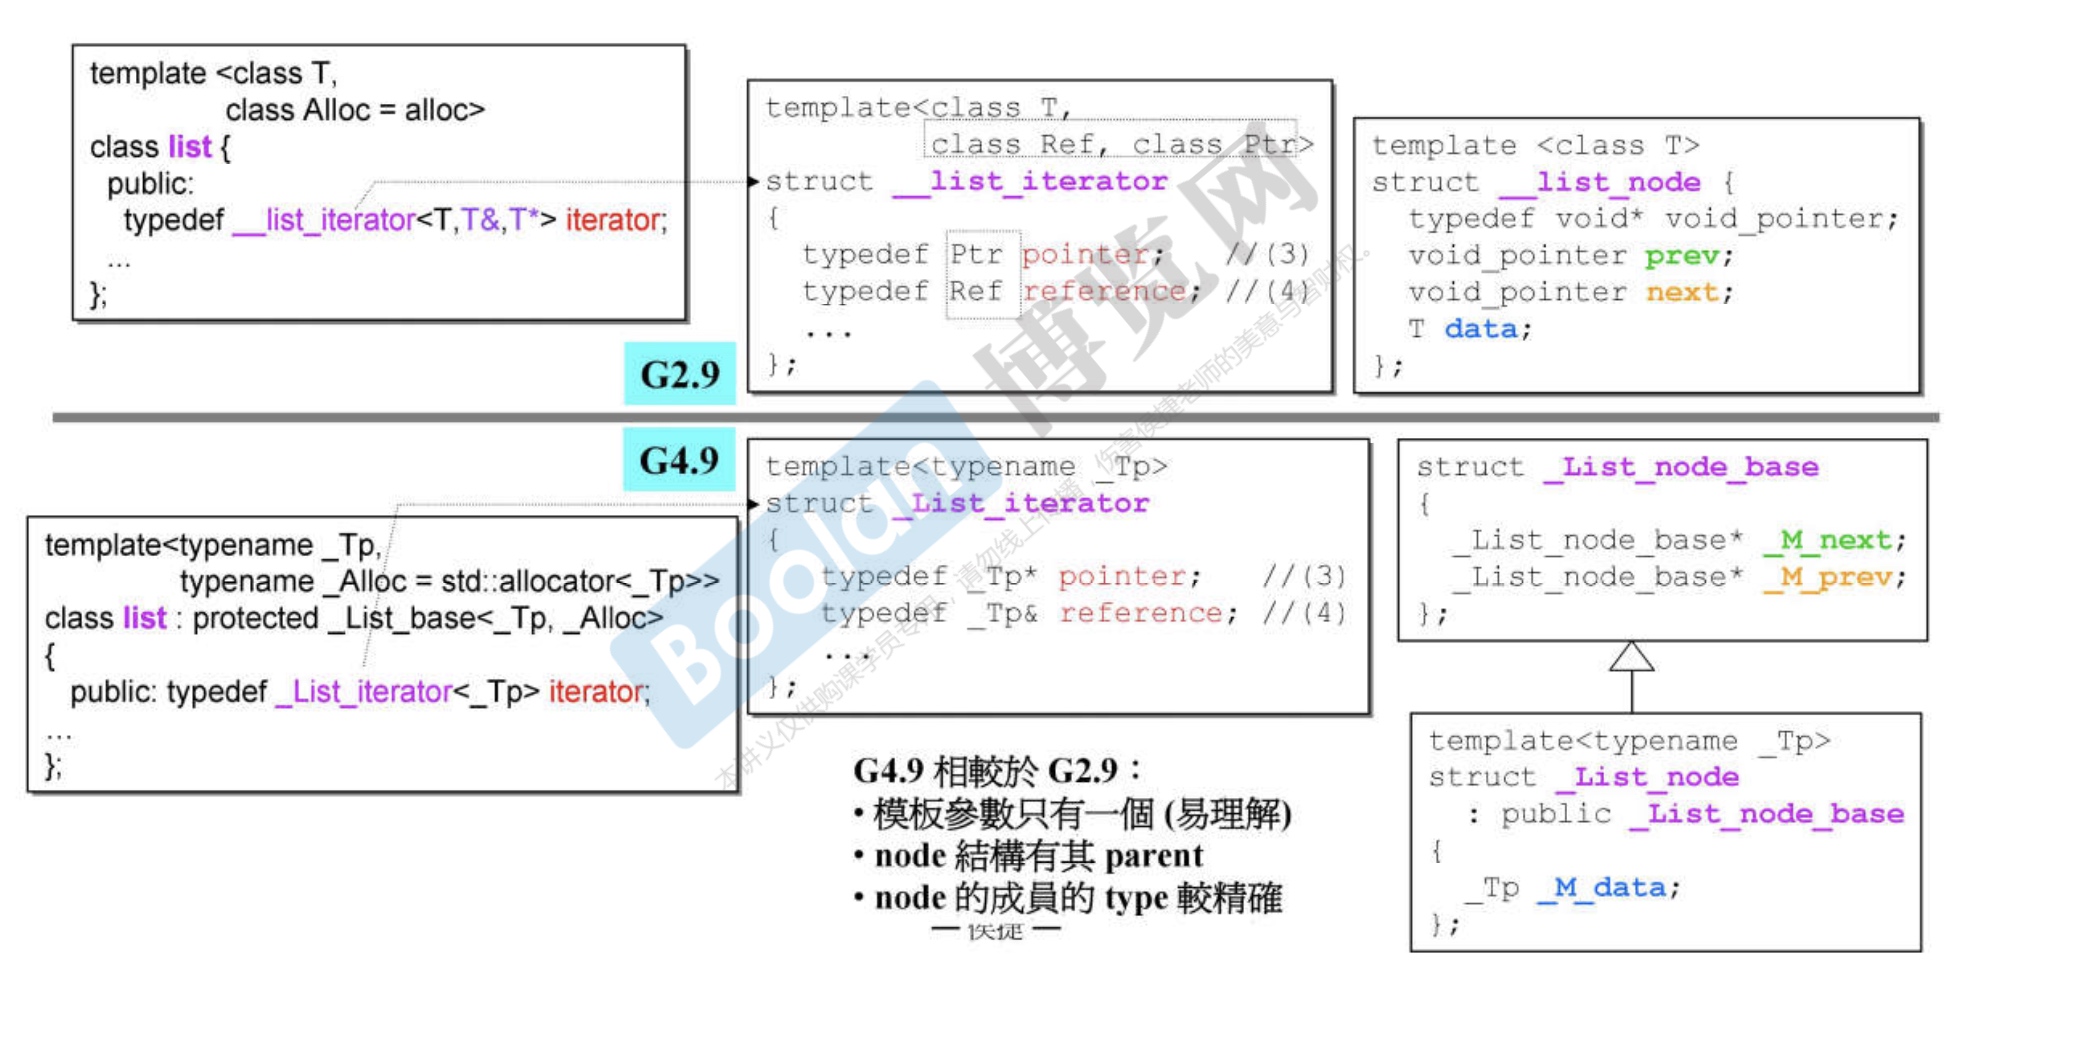 template <class T,
class Alloc = alloc>
class list {
public:
typedef __list_iterator<T,T&,T*> iterator;
...
};
template<class T,
class Ref, class Ptr>
struct __list_iterator
{
typedef Ptr pointer; //(3)
typedef Ref reference; //(4)
...
};
template <class T>
struct __list_node {
typedef void* void_pointer;
void_pointer prev;
void_pointer next;
T data;
};
G2.9
G4.9
template<typename _Tp,
typename _Alloc = std::allocator<_Tp>>
class list : protected _List_base<_Tp, _Alloc>
{
public: typedef _List_iterator<_Tp> iterator;
...
};
template<typename _Tp>
struct _List_iterator
{
typedef _Tp* pointer; //(3)
typedef _Tp& reference; //(4)
...
};
struct _List_node_base
{
_List_node_base* _M_next;
_List_node_base* _M_prev;
};
template<typename _Tp>
struct _List_node
: public _List_node_base
{
_Tp _M_data;
};
G4.9 相較於 G2.9：
• 模板參數只有一個 (易理解)
• node 結構有其 parent
• node 的成員的 type 較精確
— 侯捷 —
Boolan 博览网
本讲义仅供购课学员专用，请勿线上传播，伤害侯捷老师的美意与智财权。